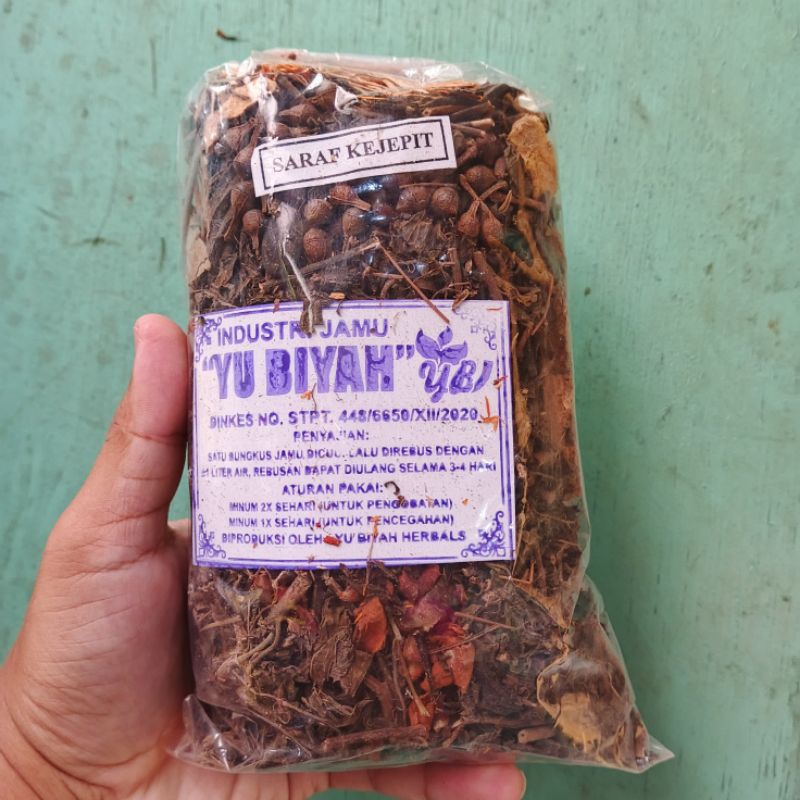 SARAF KEJEPIT
INDUSTRI JAMU
"YU BIYAH" YBI
DINKES NO. STPT. 448/6650/XII/2020
PENYAJIAN:
SATU BUNGKUS JAMU DICUCI, LALU DIREBUS DENGAN
LITER AIR, REBUSAN DAPAT DIULANG SELAMA 3-4 HARI
ATURAN PAKAI:
MINUM 2X SEHARI (UNTUK PENGOBATAN)
MINUM 1X SEHARI (UNTUK PENCEGAHAN)
DIPRODUKSI OLEH: YU BIYAH HERBALS